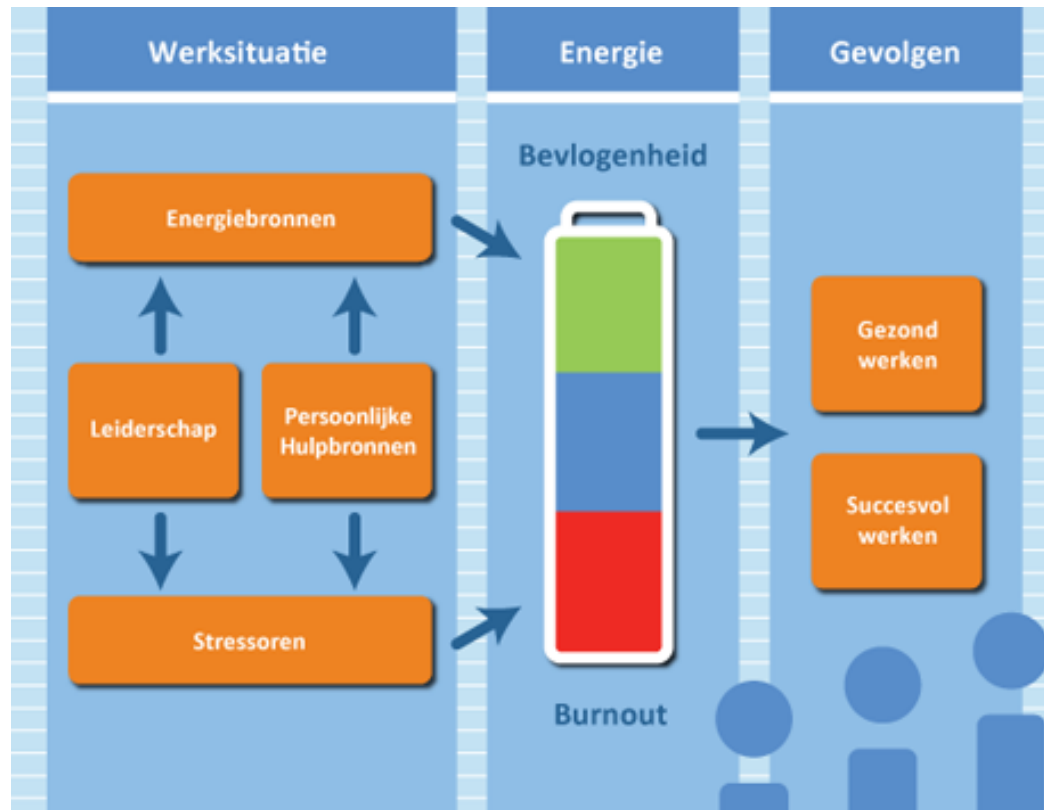 Werksituatie
Energie
Gevolgen
Bevlogenheid
Energiebronnen
Leiderschap
Persoonlijke
Hulpbronnen
Stressoren
Burnout
Gezond
werken
Succesvol
werken